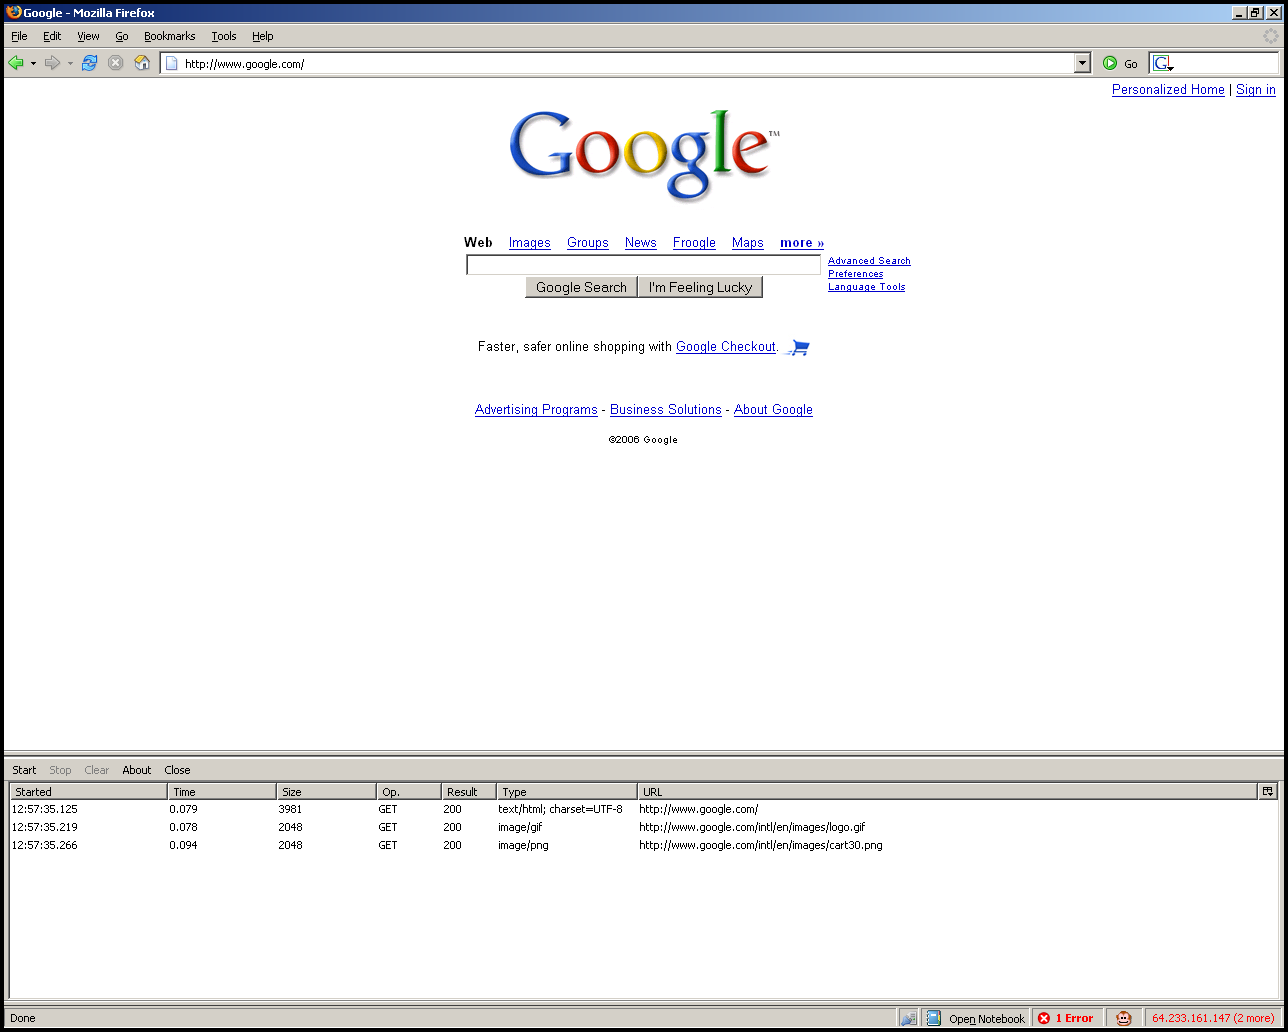 Google - Mozilla Firefox
File Edit View Go Bookmarks Tools Help
http://www.google.com/ Go G
Personalized Home | Sign in
Google™
Web Images Groups News Froogle Maps more »
Advanced Search
Preferences
Language Tools
Google Search I'm Feeling Lucky
Faster, safer online shopping with Google Checkout.
Advertising Programs - Business Solutions - About Google
©2006 Google
Start Stop Clear About Close
Started Time Size Op. Result Type URL
12:57:35.125 0.079 3981 GET 200 text/html; charset=UTF-8 http://www.google.com/
12:57:35.219 0.078 2048 GET 200 image/gif http://www.google.com/intl/en/images/logo.gif
12:57:35.266 0.094 2048 GET 200 image/png http://www.google.com/intl/en/images/cart30.png
Done Open Notebook 1 Error 64.233.161.147 (2 more)